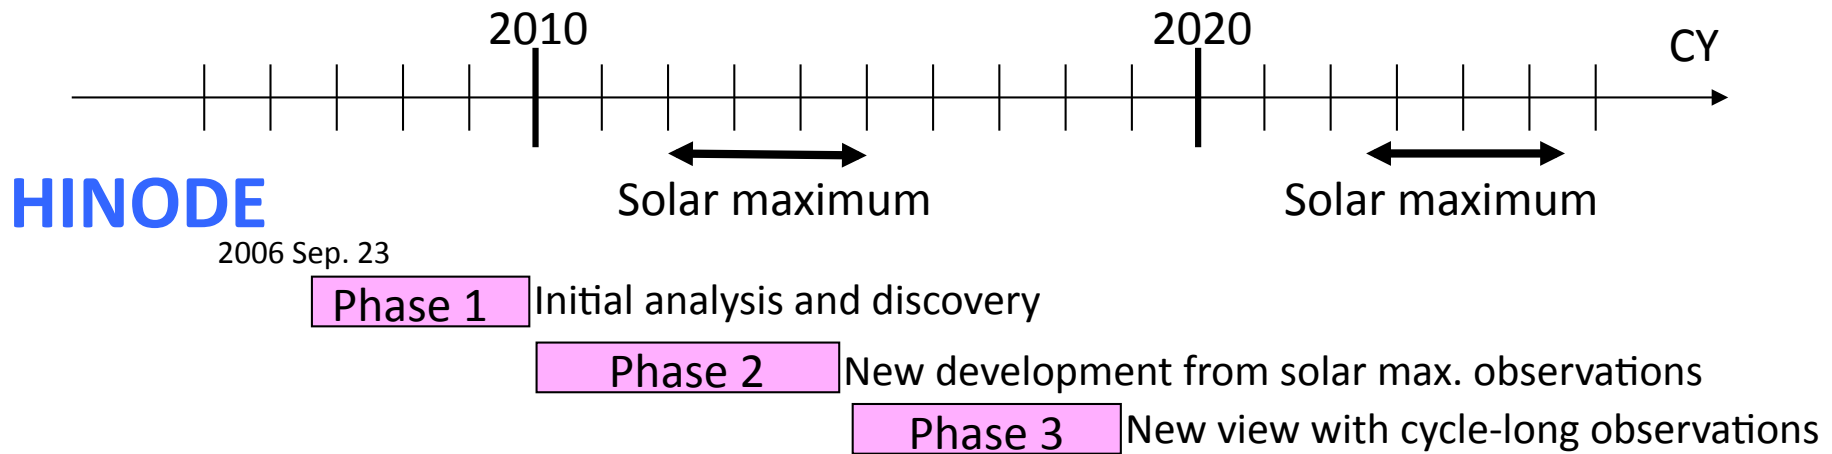 2010
2020
CY
Solar maximum
Solar maximum
HINODE
2006 Sep. 23
Phase 1 Initial analysis and discovery
Phase 2 New development from solar max. observations
Phase 3 New view with cycle-long observations